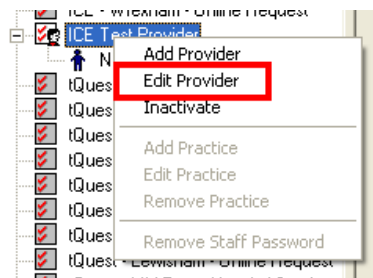 ICE - Wrexham - Online Request
ICE Test Provider
N
Add Provider
Edit Provider
Inactivate
Add Practice
Edit Practice
Remove Practice
Remove Staff Password
tQues
tQues
tQues
tQues
tQues
tQues
tQues
tQuest - Lewisham - Online Request